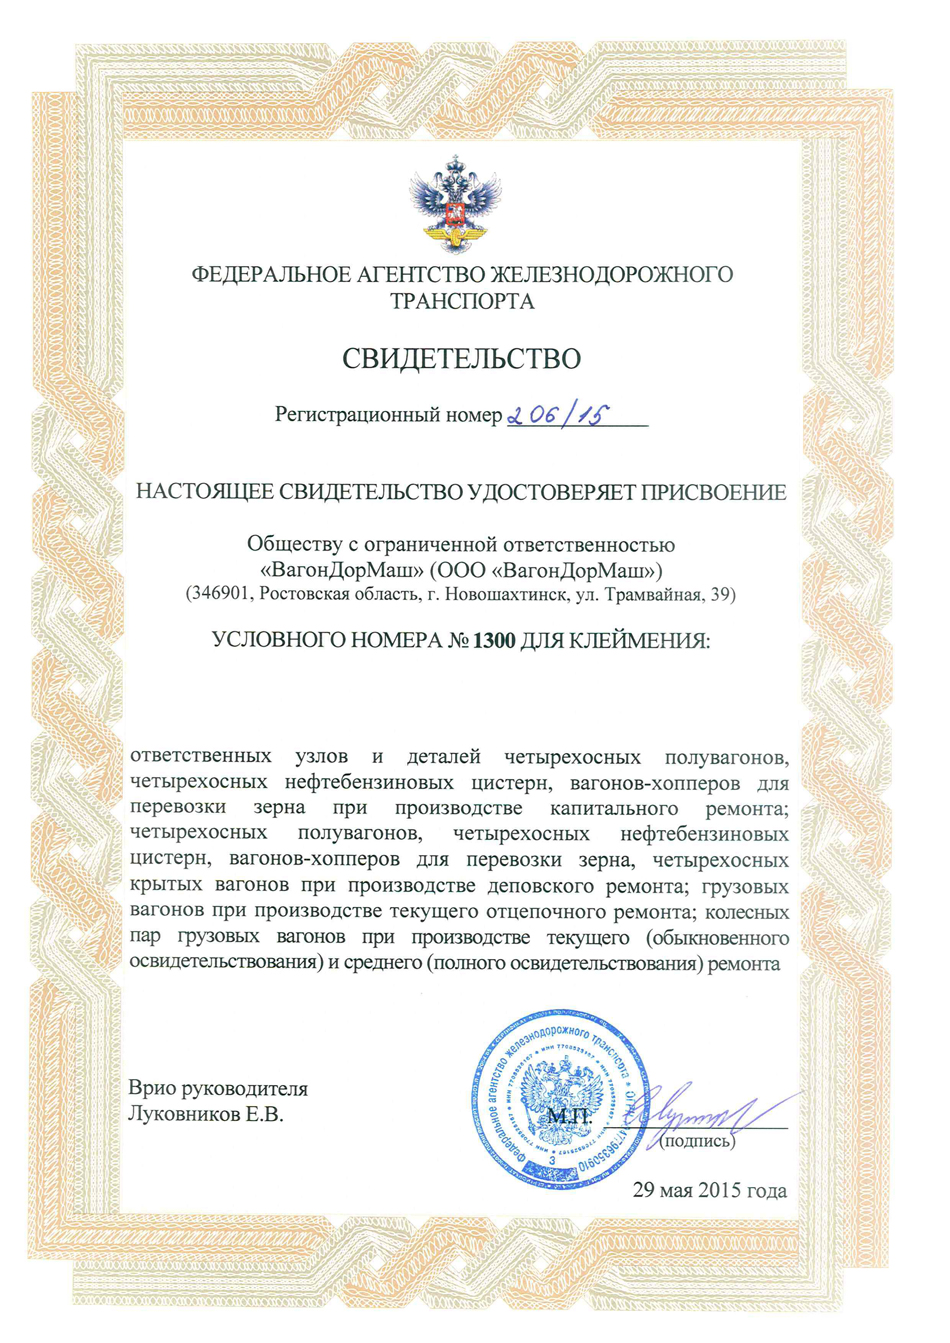 ФЕДЕРАЛЬНОЕ АГЕНТСТВО ЖЕЛЕЗНОДОРОЖНОГО
ТРАНСПОРТА
СВИДЕТЕЛЬСТВО
Регистрационный номер 206/15
НАСТОЯЩЕЕ СВИДЕТЕЛЬСТВО УДОСТОВЕРЯЕТ ПРИСВОЕНИЕ
Обществу с ограниченной ответственностью
«ВагонДорМаш» (ООО «ВагонДорМаш»)
(346901, Ростовская область, г. Новошахтинск, ул. Трамвайная, 39)
УСЛОВНОГО НОМЕРА № 1300 ДЛЯ КЛЕЙМЕНИЯ:
ответственных узлов и деталей четырехосных полувагонов,
четырехосных нефтебензиновых цистерн, вагонов-хопперов для
перевозки зерна при производстве капитального ремонта;
четырехосных полувагонов, четырехосных нефтебензиновых
цистерн, вагонов-хопперов для перевозки зерна, четырехосных
крытых вагонов при производстве деповского ремонта; грузовых
вагонов при производстве текущего отцепочного ремонта; колесных
пар грузовых вагонов при производстве текущего (обыкновенного
освидетельствования) и среднего (полного освидетельствования) ремонта
Федеральное агентство железнодорожного транспорта
3
Врио руководителя
Луковников Е.В.
М.П.
(подпись)
29 мая 2015 года